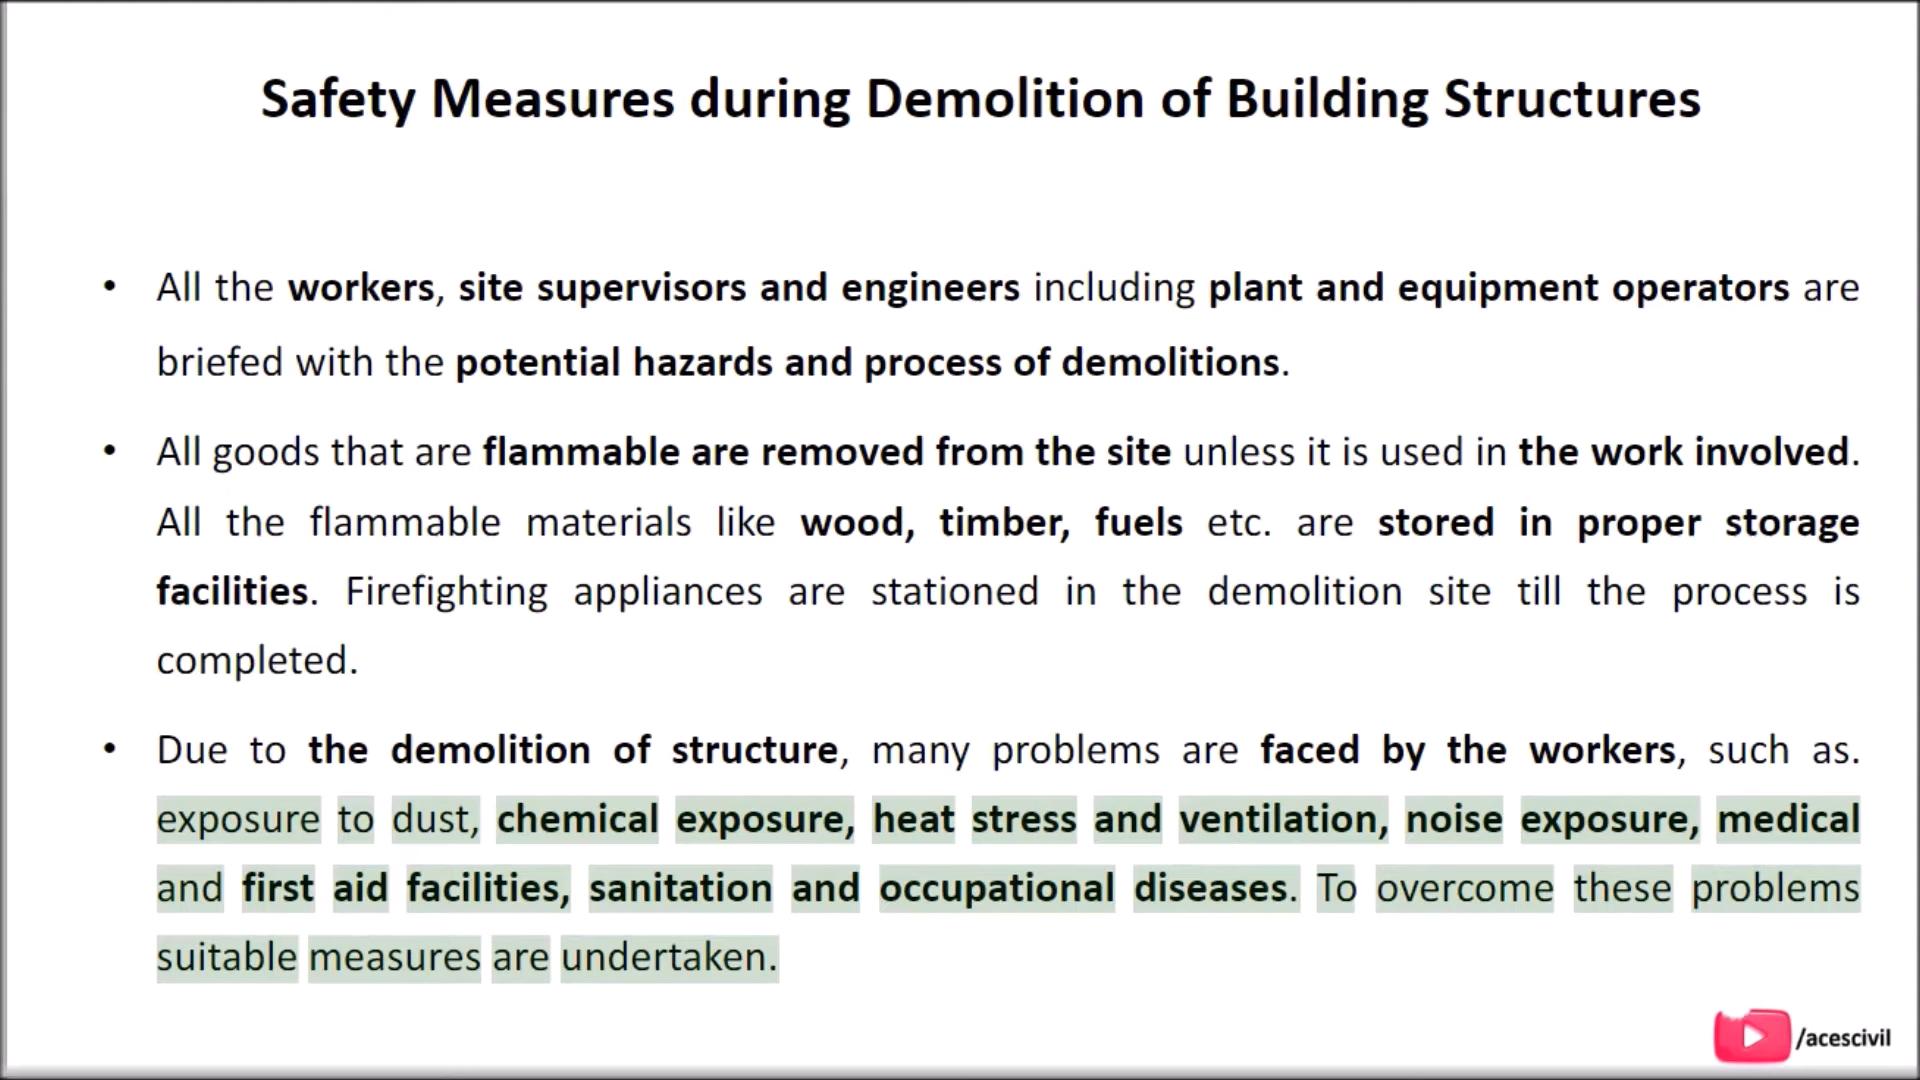 Safety Measures during Demolition of Building Structures
• All the workers, site supervisors and engineers including plant and equipment operators are
briefed with the potential hazards and process of demolitions.
• All goods that are flammable are removed from the site unless it is used in the work involved.
All the flammable materials like wood, timber, fuels etc. are stored in proper storage
facilities. Firefighting appliances are stationed in the demolition site till the process is
completed.
• Due to the demolition of structure, many problems are faced by the workers, such as.
exposure to dust, chemical exposure, heat stress and ventilation, noise exposure, medical
and first aid facilities, sanitation and occupational diseases. To overcome these problems
suitable measures are undertaken.
/acescivil